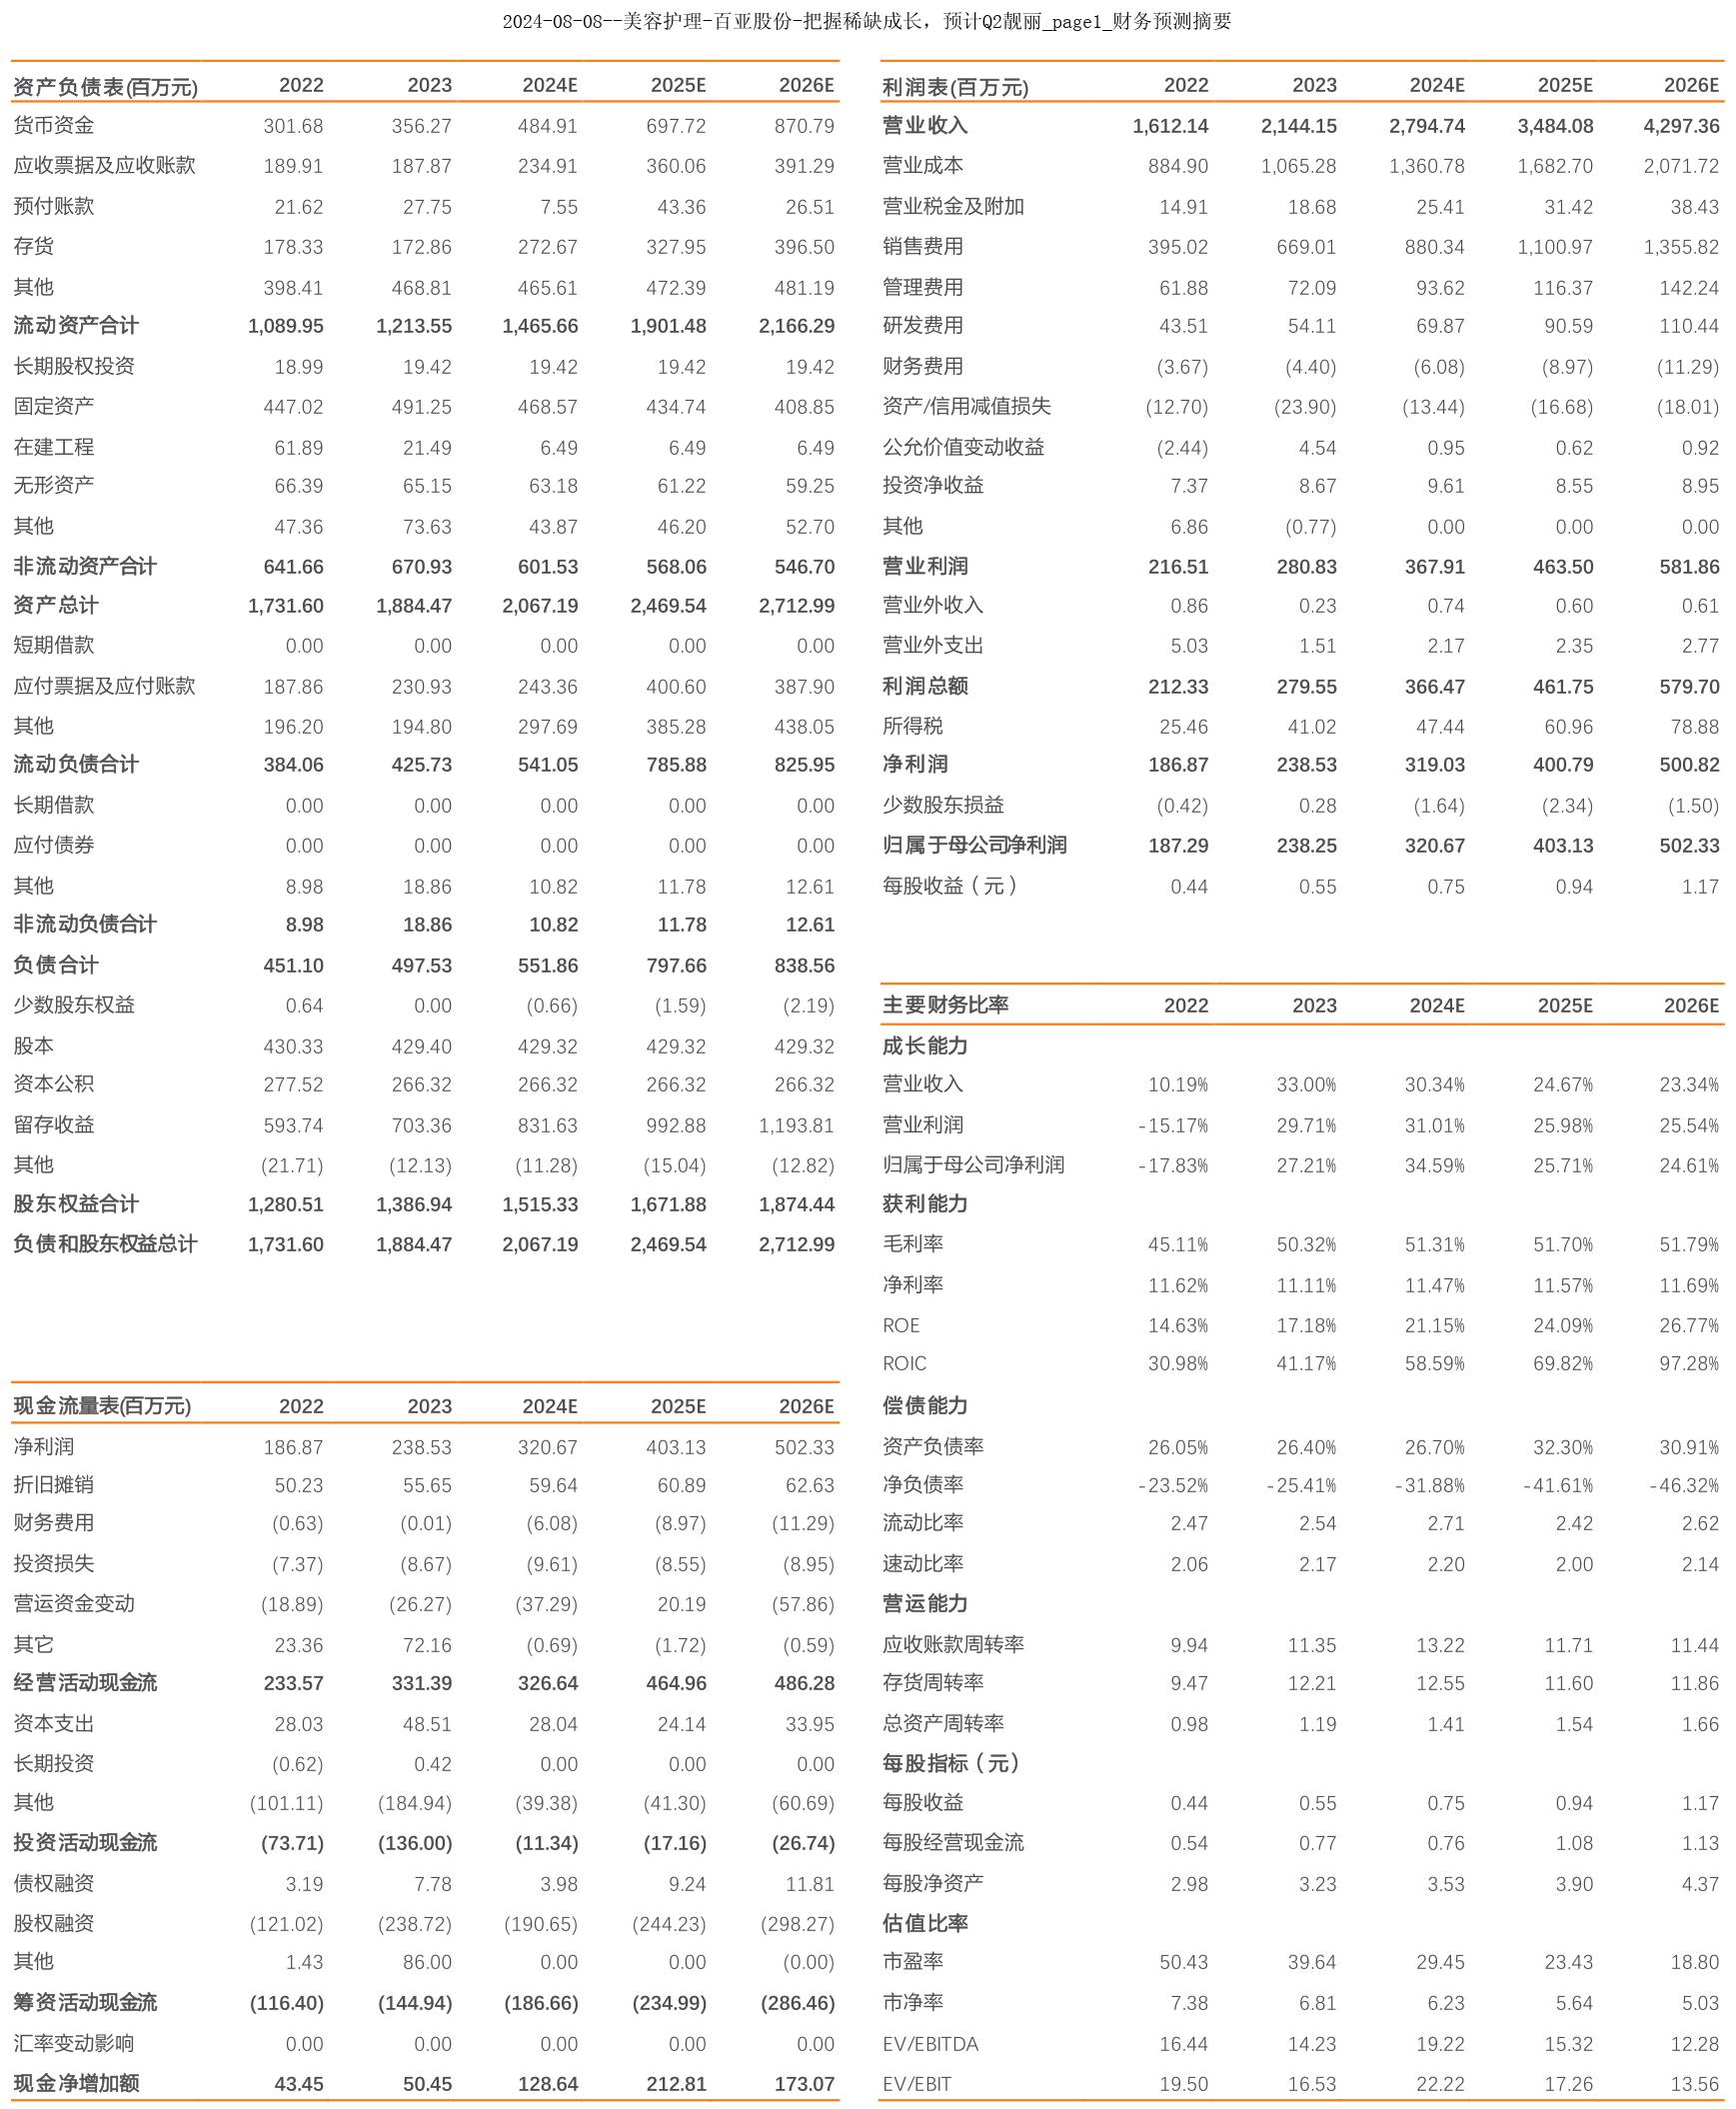 2024-08-08--美容护理-百亚股份-把握稀缺成长，预计Q2靓丽_page1_财务预测摘要
资产负债表(百万元) 2022 2023 2024E 2025E 2026E
货币资金 301.68 356.27 484.91 697.72 870.79
应收票据及应收账款 189.91 187.87 234.91 360.06 391.29
预付账款 21.62 27.75 7.55 43.36 26.51
存货 178.33 172.86 272.67 327.95 396.50
其他 398.41 468.81 465.61 472.39 481.19
流动资产合计 1,089.95 1,213.55 1,465.66 1,901.48 2,166.29
长期股权投资 18.99 19.42 19.42 19.42 19.42
固定资产 447.02 491.25 468.57 434.74 408.85
在建工程 61.89 21.49 6.49 6.49 6.49
无形资产 66.39 65.15 63.18 61.22 59.25
其他 47.36 73.63 43.87 46.20 52.70
非流动资产合计 641.66 670.93 601.53 568.06 546.70
资产总计 1,731.60 1,884.47 2,067.19 2,469.54 2,712.99
短期借款 0.00 0.00 0.00 0.00 0.00
应付票据及应付账款 187.86 230.93 243.36 400.60 387.90
其他 196.20 194.80 297.69 385.28 438.05
流动负债合计 384.06 425.73 541.05 785.88 825.95
长期借款 0.00 0.00 0.00 0.00 0.00
应付债券 0.00 0.00 0.00 0.00 0.00
其他 8.98 18.86 10.82 11.78 12.61
非流动负债合计 8.98 18.86 10.82 11.78 12.61
负债合计 451.10 497.53 551.86 797.66 838.56
少数股东权益 0.64 0.00 (0.66) (1.59) (2.19)
股本 430.33 429.40 429.32 429.32 429.32
资本公积 277.52 266.32 266.32 266.32 266.32
留存收益 593.74 703.36 831.63 992.88 1,193.81
其他 (21.71) (12.13) (11.28) (15.04) (12.82)
股东权益合计 1,280.51 1,386.94 1,515.33 1,671.88 1,874.44
负债和股东权益总计 1,731.60 1,884.47 2,067.19 2,469.54 2,712.99
现金流量表(百万元) 2022 2023 2024E 2025E 2026E
净利润 186.87 238.53 320.67 403.13 502.33
折旧摊销 50.23 55.65 59.64 60.89 62.63
财务费用 (0.63) (0.01) (6.08) (8.97) (11.29)
投资损失 (7.37) (8.67) (9.61) (8.55) (8.95)
营运资金变动 (18.89) (26.27) (37.29) 20.19 (57.86)
其它 23.36 72.16 (0.69) (1.72) (0.59)
经营活动现金流 233.57 331.39 326.64 464.96 486.28
资本支出 28.03 48.51 28.04 24.14 33.95
长期投资 (0.62) 0.42 0.00 0.00 0.00
其他 (101.11) (184.94) (39.38) (41.30) (60.69)
投资活动现金流 (73.71) (136.00) (11.34) (17.16) (26.74)
债权融资 3.19 7.78 3.98 9.24 11.81
股权融资 (121.02) (238.72) (190.65) (244.23) (298.27)
其他 1.43 86.00 0.00 0.00 (0.00)
筹资活动现金流 (116.40) (144.94) (186.66) (234.99) (286.46)
汇率变动影响 0.00 0.00 0.00 0.00 0.00
现金净增加额 43.45 50.45 128.64 212.81 173.07
利润表(百万元) 2022 2023 2024E 2025E 2026E
营业收入 1,612.14 2,144.15 2,794.74 3,484.08 4,297.36
营业成本 884.90 1,065.28 1,360.78 1,682.70 2,071.72
营业税金及附加 14.91 18.68 25.41 31.42 38.43
销售费用 395.02 669.01 880.34 1,100.97 1,355.82
管理费用 61.88 72.09 93.62 116.37 142.24
研发费用 43.51 54.11 69.87 90.59 110.44
财务费用 (3.67) (4.40) (6.08) (8.97) (11.29)
资产/信用减值损失 (12.70) (23.90) (13.44) (16.68) (18.01)
公允价值变动收益 (2.44) 4.54 0.95 0.62 0.92
投资净收益 7.37 8.67 9.61 8.55 8.95
其他 6.86 (0.77) 0.00 0.00 0.00
营业利润 216.51 280.83 367.91 463.50 581.86
营业外收入 0.86 0.23 0.74 0.60 0.61
营业外支出 5.03 1.51 2.17 2.35 2.77
利润总额 212.33 279.55 366.47 461.75 579.70
所得税 25.46 41.02 47.44 60.96 78.88
净利润 186.87 238.53 319.03 400.79 500.82
少数股东损益 (0.42) 0.28 (1.64) (2.34) (1.50)
归属于母公司净利润 187.29 238.25 320.67 403.13 502.33
每股收益（元） 0.44 0.55 0.75 0.94 1.17
主要财务比率 2022 2023 2024E 2025E 2026E
成长能力
营业收入 10.19% 33.00% 30.34% 24.67% 23.34%
营业利润 -15.17% 29.71% 31.01% 25.98% 25.54%
归属于母公司净利润 -17.83% 27.21% 34.59% 25.71% 24.61%
获利能力
毛利率 45.11% 50.32% 51.31% 51.70% 51.79%
净利率 11.62% 11.11% 11.47% 11.57% 11.69%
ROE 14.63% 17.18% 21.15% 24.09% 26.77%
ROIC 30.98% 41.17% 58.59% 69.82% 97.28%
偿债能力
资产负债率 26.05% 26.40% 26.70% 32.30% 30.91%
净负债率 -23.52% -25.41% -31.88% -41.61% -46.32%
流动比率 2.47 2.54 2.71 2.42 2.62
速动比率 2.06 2.17 2.20 2.00 2.14
营运能力
应收账款周转率 9.94 11.35 13.22 11.71 11.44
存货周转率 9.47 12.21 12.55 11.60 11.86
总资产周转率 0.98 1.19 1.41 1.54 1.66
每股指标（元）
每股收益 0.44 0.55 0.75 0.94 1.17
每股经营现金流 0.54 0.77 0.76 1.08 1.13
每股净资产 2.98 3.23 3.53 3.90 4.37
估值比率
市盈率 50.43 39.64 29.45 23.43 18.80
市净率 7.38 6.81 6.23 5.64 5.03
EV/EBITDA 16.44 14.23 19.22 15.32 12.28
EV/EBIT 19.50 16.53 22.22 17.26 13.56